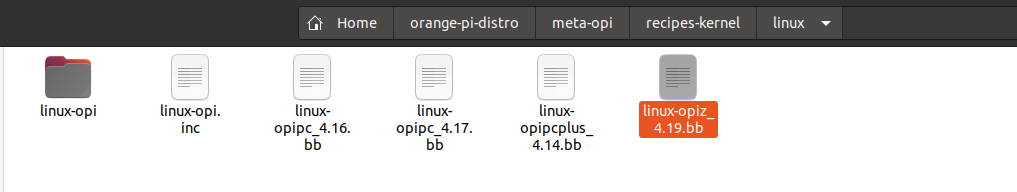 Home orange-pi-distro meta-opi recipes-kernel linux
linux-opi
linux-opi.
inc
linux-
opipc_4.16.
bb
linux-
opipc_4.17.
bb
linux-
opipcplus_
4.14.bb
linux-opiz_
4.19.bb